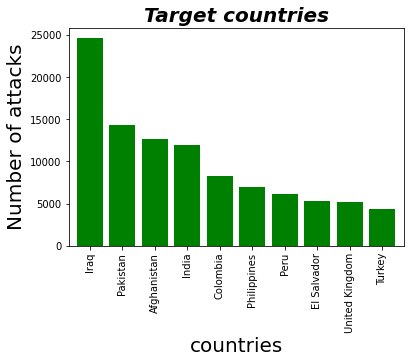 Target countries
Number of attacks
25000
20000
15000
10000
5000
0
Iraq
Pakistan
Afghanistan
India
Colombia
Philippines
Peru
El Salvador
United Kingdom
Turkey
countries